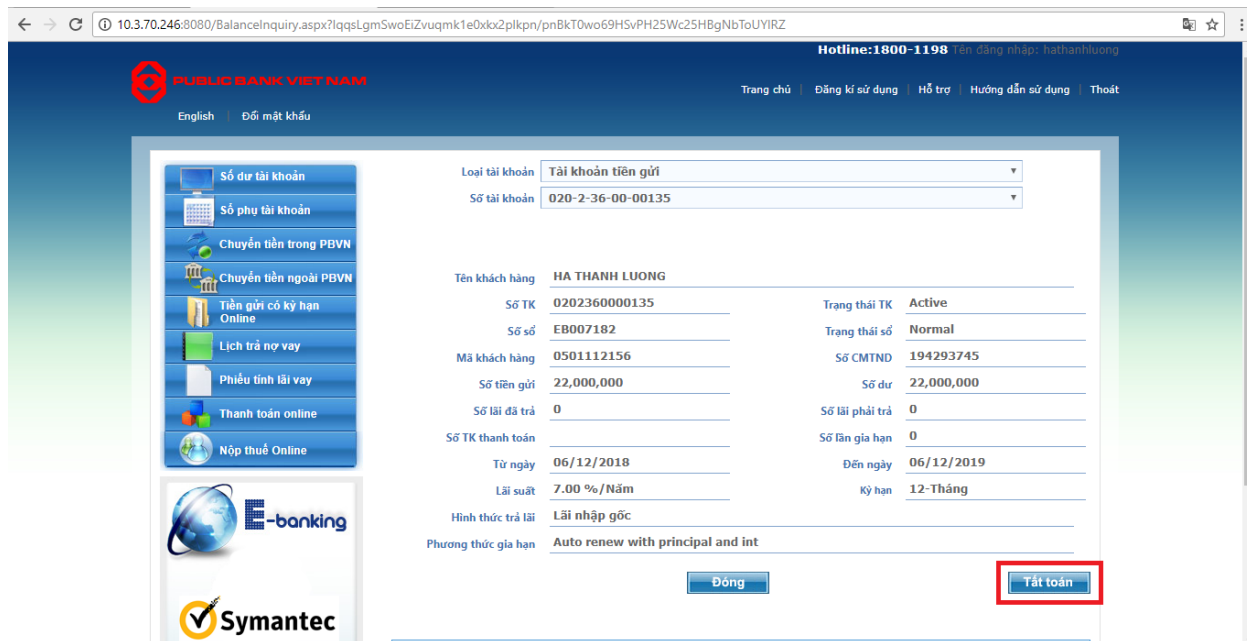 10.3.70.246:8080/BalanceInquiry.aspx?lqqsLgmSwoEiZvuqmk1e0xkx2plkpn/pnBkT0wo69HSvPH25Wc25HBgNbToUYlRZ
Hotline:1800-1198 Tên đăng nhập: hathanhluong
PUBLIC BANK VIET NAM
Trang chủ | Đăng kí sử dụng | Hỗ trợ | Hướng dẫn sử dụng | Thoát
English | Đổi mật khẩu
Số dư tài khoản
Sổ phụ tài khoản
Chuyển tiền trong PBVN
Chuyển tiền ngoài PBVN
Tiền gửi có kỳ hạn
Online
Lịch trả nợ vay
Phiếu tính lãi vay
Thanh toán online
Nộp thuế Online
E-banking
Symantec
Loại tài khoản Tài khoản tiền gửi
Số tài khoản 020-2-36-00-00135
Tên khách hàng HA THANH LUONG
Số TK 0202360000135 Trạng thái TK Active
Số sổ EB007182 Trạng thái sổ Normal
Mã khách hàng 0501112156 Số CMTND 194293745
Số tiền gửi 22,000,000 Số dư 22,000,000
Số lãi đã trả 0 Số lãi phải trả 0
Số TK thanh toán Số lần gia hạn 0
Từ ngày 06/12/2018 Đến ngày 06/12/2019
Lãi suất 7.00 %/Năm Kỳ hạn 12-Tháng
Hình thức trả lãi Lãi nhập gốc
Phương thức gia hạn Auto renew with principal and int
Đóng Tất toán